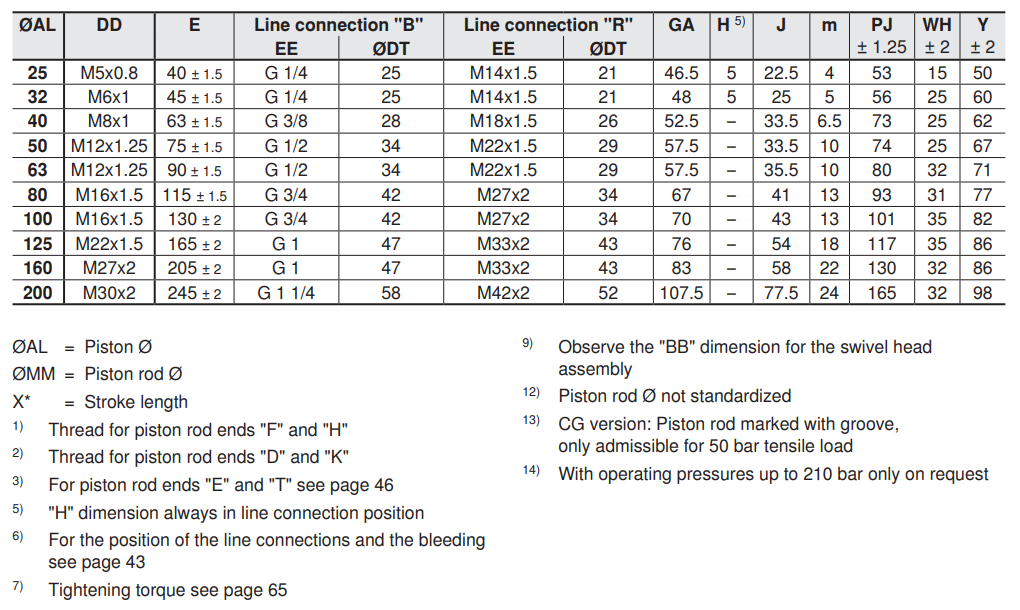 ØAL DD E Line connection "B" Line connection "R" GA H 5) J m PJ WH Y
EE ØDT EE ØDT ± 1.25 ± 2 ± 2
25 M5x0.8 40 ± 1.5 G 1/4 25 M14x1.5 21 46.5 5 22.5 4 53 15 50
32 M6x1 45 ± 1.5 G 1/4 25 M14x1.5 21 48 5 25 5 56 25 60
40 M8x1 63 ± 1.5 G 3/8 28 M18x1.5 26 52.5 – 33.5 6.5 73 25 62
50 M12x1.25 75 ± 1.5 G 1/2 34 M22x1.5 29 57.5 – 33.5 10 74 25 67
63 M12x1.25 90 ± 1.5 G 1/2 34 M22x1.5 29 57.5 – 35.5 10 80 32 71
80 M16x1.5 115 ± 1.5 G 3/4 42 M27x2 34 67 – 41 13 93 31 77
100 M16x1.5 130 ± 2 G 3/4 42 M27x2 34 70 – 43 13 101 35 82
125 M22x1.5 165 ± 2 G 1 47 M33x2 43 76 – 54 18 117 35 86
160 M27x2 205 ± 2 G 1 47 M33x2 43 83 – 58 22 130 32 86
200 M30x2 245 ± 2 G 1 1/4 58 M42x2 52 107.5 – 77.5 24 165 32 98
ØAL = Piston Ø
ØMM = Piston rod Ø
X* = Stroke length
1) Thread for piston rod ends "F" and "H"
2) Thread for piston rod ends "D" and "K"
3) For piston rod ends "E" and "T" see page 46
5) "H" dimension always in line connection position
6) For the position of the line connections and the bleeding
see page 43
7) Tightening torque see page 65
9) Observe the "BB" dimension for the swivel head
assembly
12) Piston rod Ø not standardized
13) CG version: Piston rod marked with groove,
only admissible for 50 bar tensile load
14) With operating pressures up to 210 bar only on request